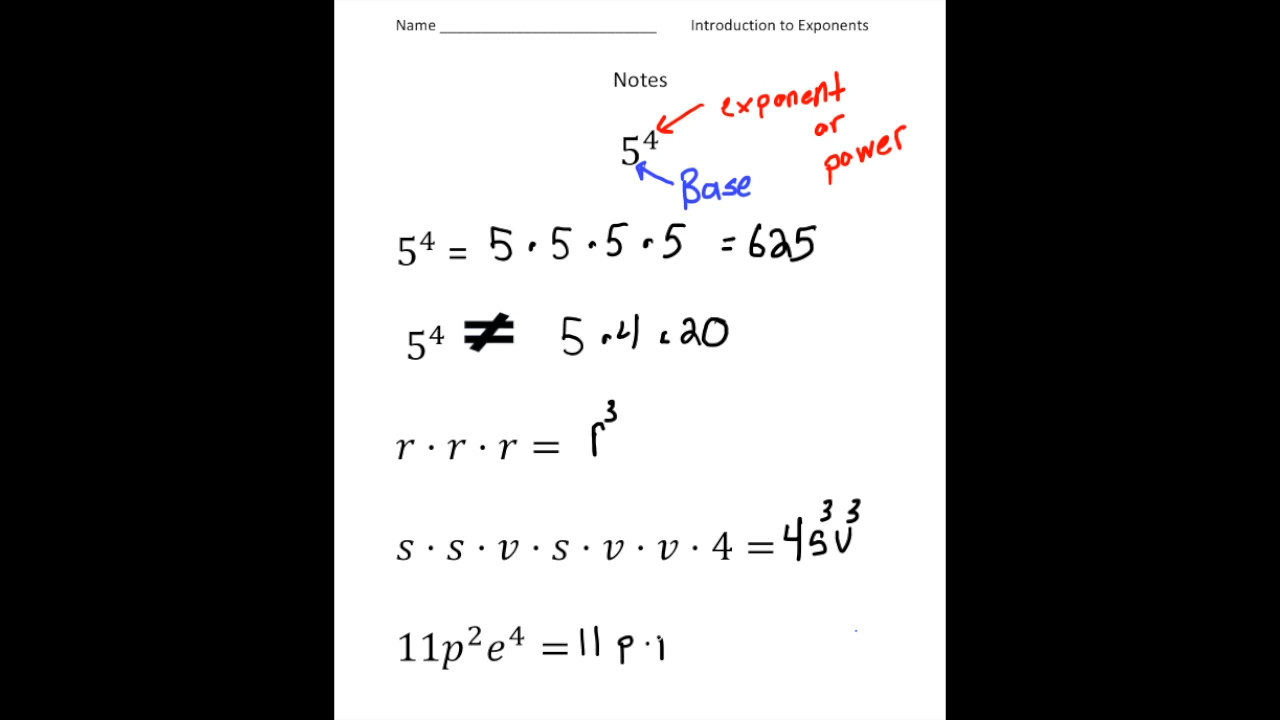 Name _________________________ Introduction to Exponents
Notes
exponent
or
power
5⁴
Base
5⁴ = 5 · 5 · 5 · 5 = 625
5⁴ ≠ 5 · 4 · 20
r · r · r = r³
s · s · v · s · v · v · 4 = 4s³v³
11p²e⁴ = 11 p ·